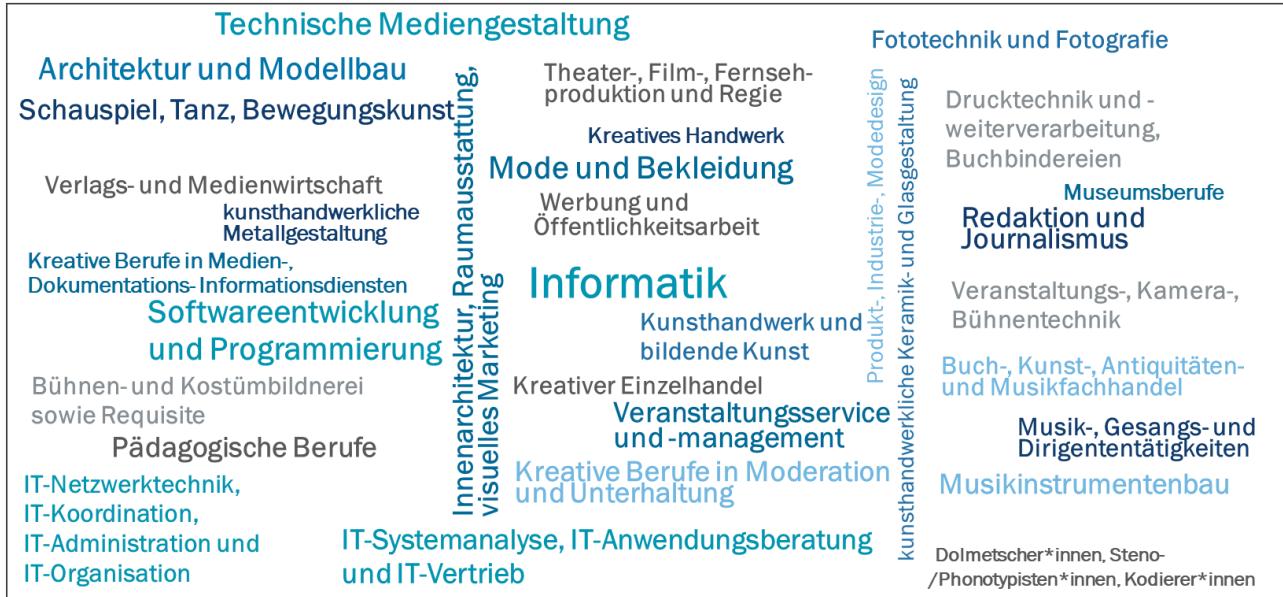 Technische Mediengestaltung
Architektur und Modellbau
Schauspiel, Tanz, Bewegungskunst
Verlags- und Medienwirtschaft
kunsthandwerkliche
Metallgestaltung
Kreative Berufe in Medien-,
Dokumentations- Informationsdiensten
Softwareentwicklung
und Programmierung
Bühnen- und Kostümbildnerei
sowie Requisite
Pädagogische Berufe
IT-Netzwerktechnik,
IT-Koordination,
IT-Administration und
IT-Organisation
Innenarchitektur, Raumausstattung,
visuelles Marketing
Theater-, Film-, Fernseh-
produktion und Regie
Kreatives Handwerk
Mode und Bekleidung
Werbung und
Öffentlichkeitsarbeit
Informatik
Kunsthandwerk und
bildende Kunst
Kreativer Einzelhandel
Veranstaltungsservice
und -management
Kreative Berufe in Moderation
und Unterhaltung
IT-Systemanalyse, IT-Anwendungsberatung
und IT-Vertrieb
Produkt-, Industrie-, Modedesign
kunsthandwerkliche Keramik- und Glasgestaltung
Fototechnik und Fotografie
Drucktechnik und -
weiterverarbeitung,
Buchbindereien
Museumsberufe
Redaktion und
Journalismus
Veranstaltungs-, Kamera-,
Bühnentechnik
Buch-, Kunst-, Antiquitäten-
und Musikfachhandel
Musik-, Gesangs- und
Dirigententätigkeiten
Musikinstrumentenbau
Dolmetscher*innen, Steno-
/Phonotypisten*innen, Kodierer*innen